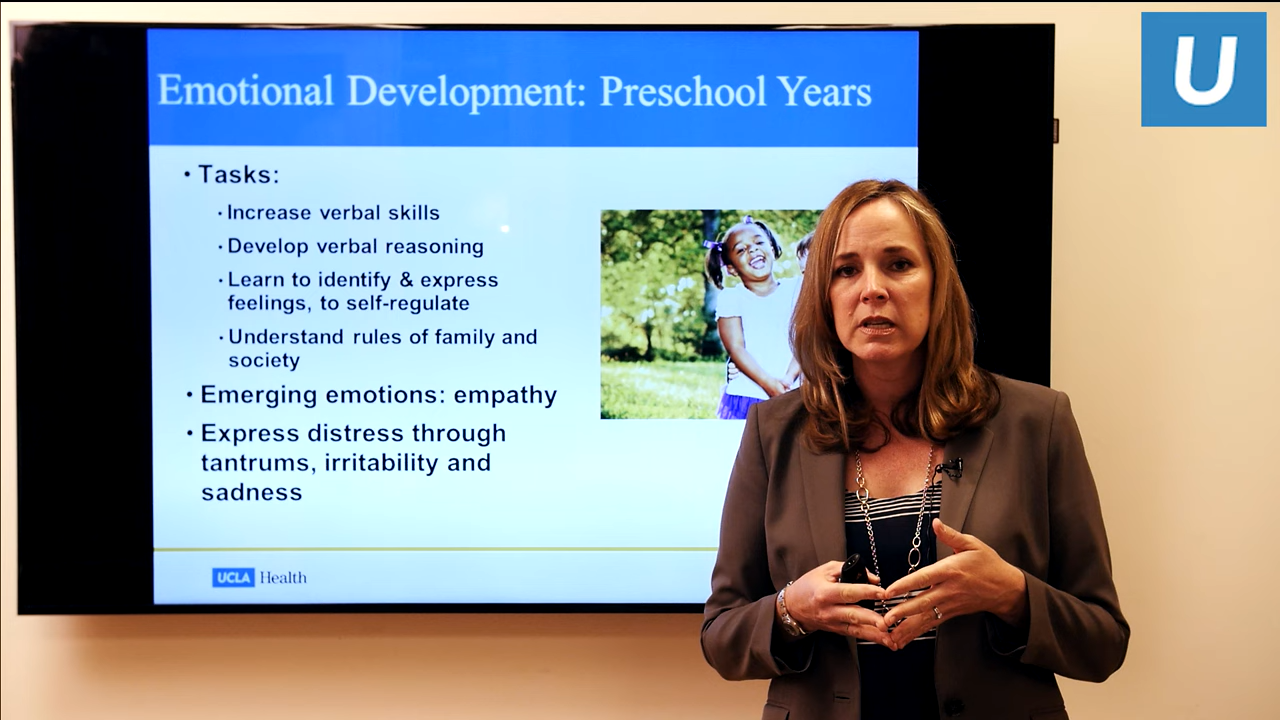 U
Emotional Development: Preschool Years
• Tasks:
· Increase verbal skills
· Develop verbal reasoning
· Learn to identify & express
feelings, to self-regulate
· Understand rules of family and
society
• Emerging emotions: empathy
• Express distress through
tantrums, irritability and
sadness
UCLA Health